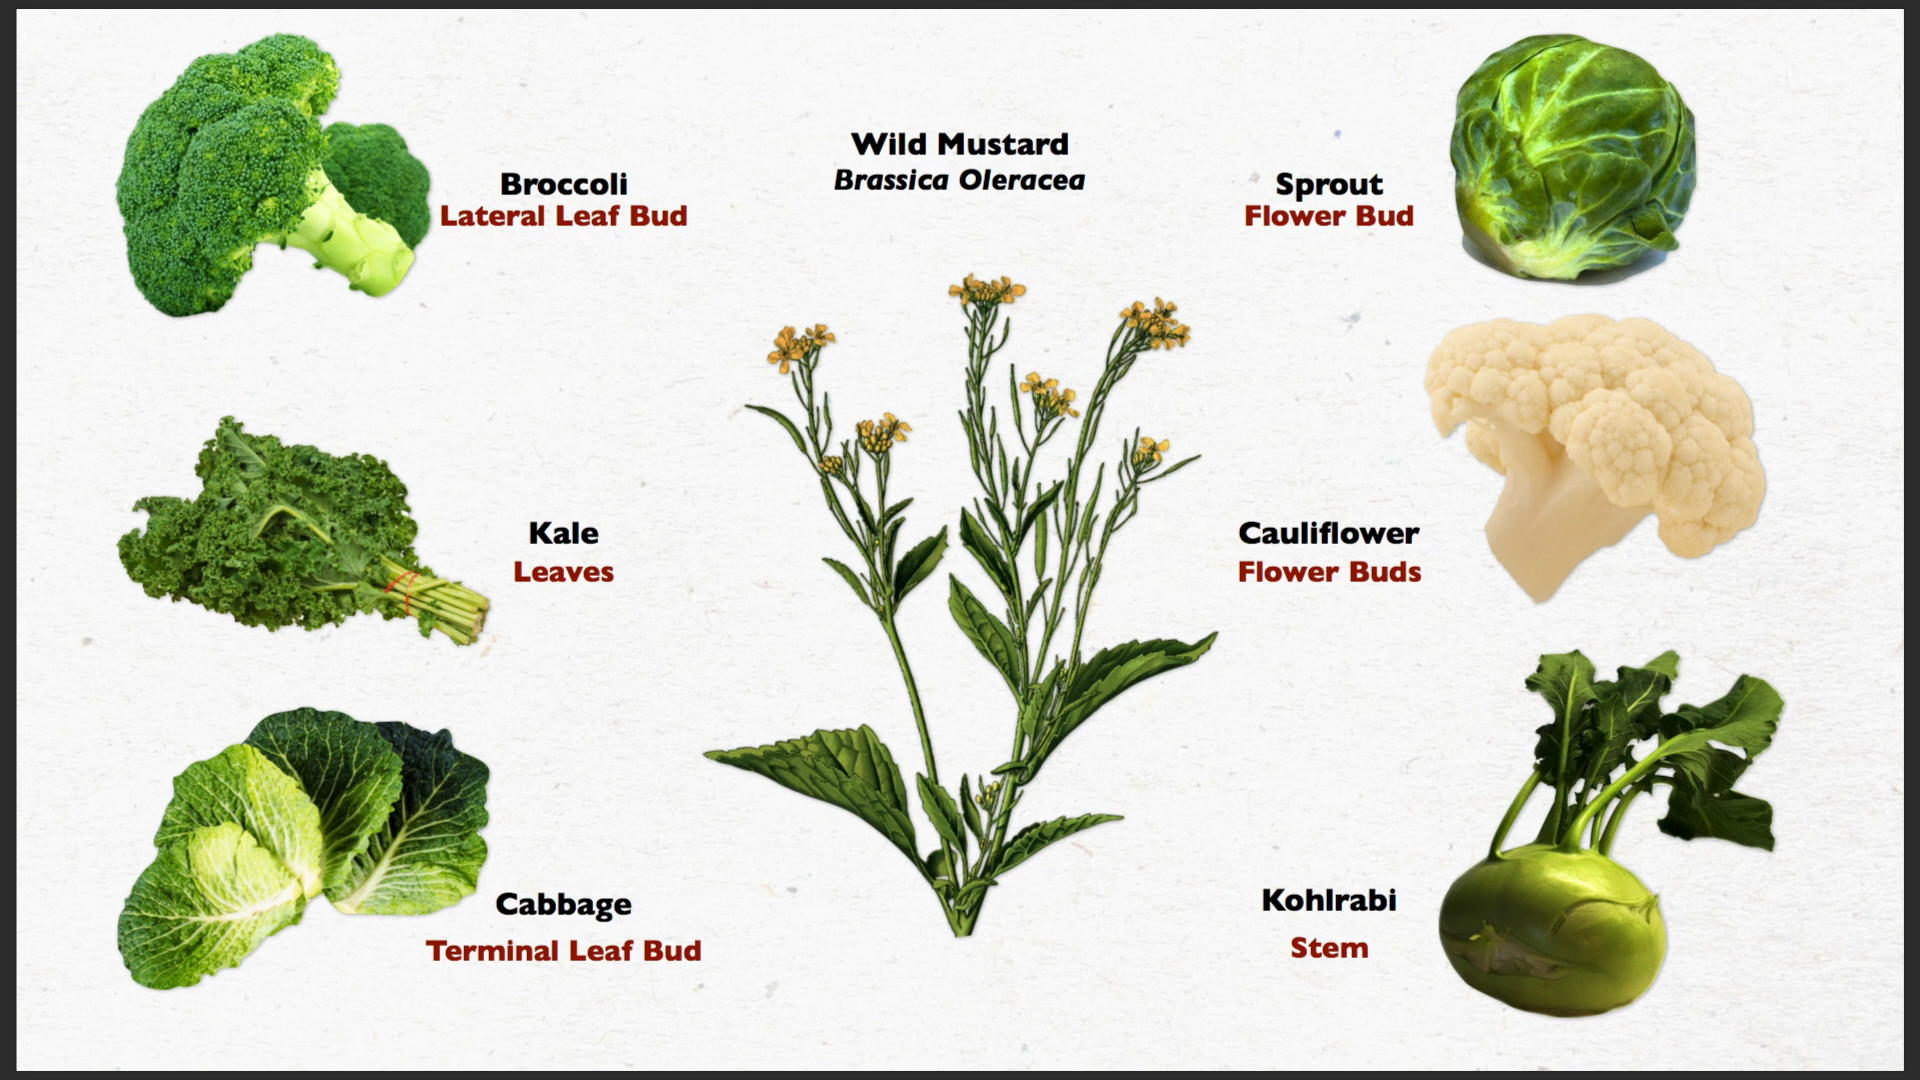 Wild Mustard
Brassica Oleracea
Broccoli
Lateral Leaf Bud
Sprout
Flower Bud
Kale
Leaves
Cauliflower
Flower Buds
Cabbage
Terminal Leaf Bud
Kohlrabi
Stem